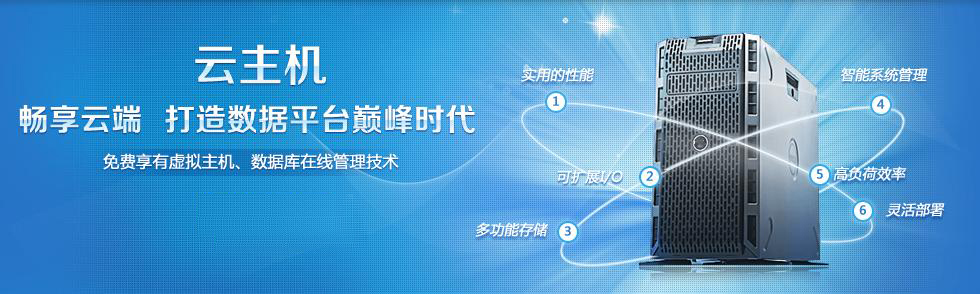 云主机
畅享云端 打造数据平台巅峰时代
免费享有虚拟主机、数据库在线管理技术
实用的性能
1
可扩展I/O
2
多功能存储
3
智能系统管理
4
5
高负荷效率
6
灵活部署